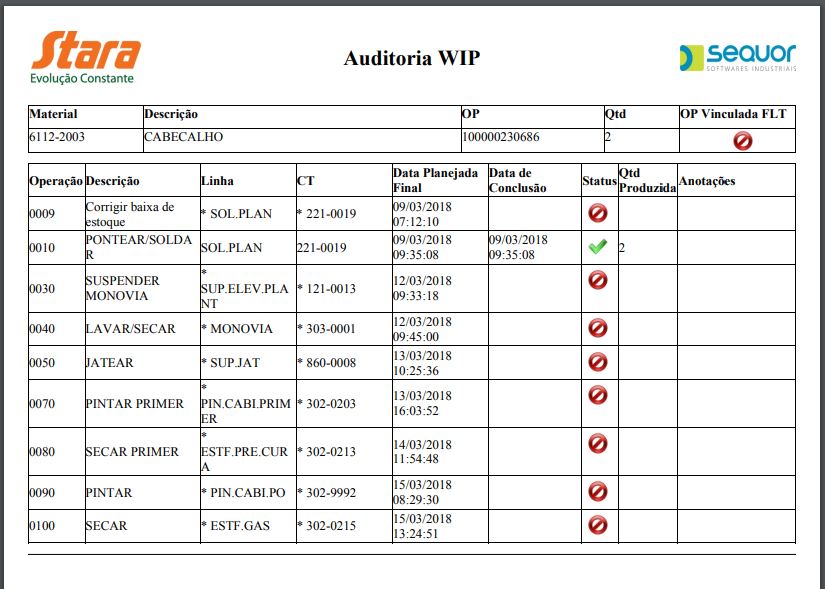 Stara
Evolução Constante
Auditoria WIP
sequor
SOFTWARES INDUSTRIAIS
Material Descrição OP Qtd OP Vinculada FLT
6112-2003 CABECALHO 100000230686 2
Operação Descrição Linha CT Data Planejada Final Data de Conclusão Status Qtd Produzida Anotações
0009 Corrigir baixa de estoque * SOL.PLAN * 221-0019 09/03/2018 07:12:10
0010 PONTEAR/SOLDAR SOL.PLAN 221-0019 09/03/2018 09:35:08 09/03/2018 09:35:08 2
0030 SUSPENDER MONOVIA * SUP.ELEV.PLANT * 121-0013 12/03/2018 09:33:18
0040 LAVAR/SECAR * MONOVIA * 303-0001 12/03/2018 09:45:00
0050 JATEAR * SUP.JAT * 860-0008 13/03/2018 10:25:36
0070 PINTAR PRIMER * PIN.CABI.PRIMER * 302-0203 13/03/2018 16:03:52
0080 SECAR PRIMER * ESTF.PRE.CURA * 302-0213 14/03/2018 11:54:48
0090 PINTAR * PIN.CABI.PO * 302-9992 15/03/2018 08:29:30
0100 SECAR * ESTF.GAS * 302-0215 15/03/2018 13:24:51